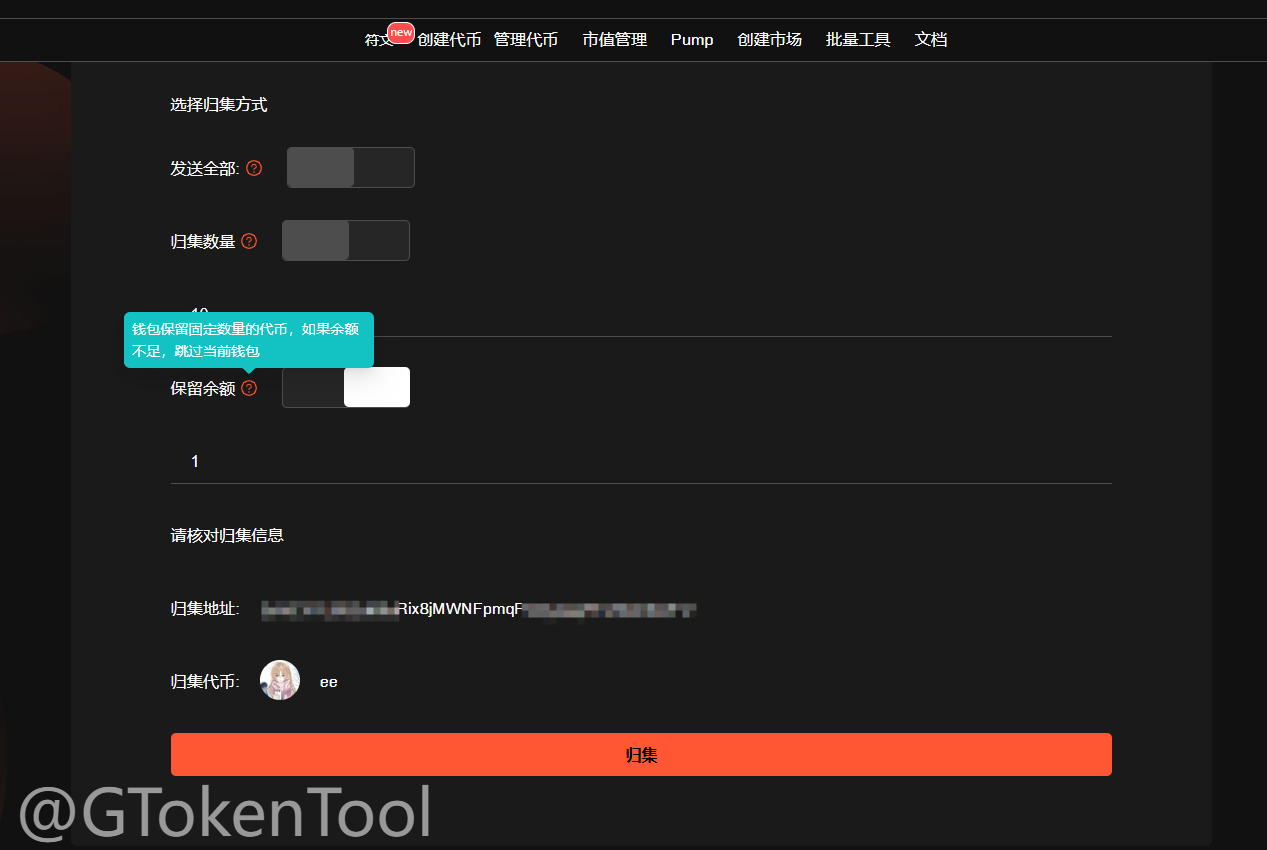 符文 new 创建代币 管理代币 市值管理 Pump 创建市场 批量工具 文档
选择归集方式
发送全部: ?
归集数量 ?
10
钱包保留固定数量的代币，如果余额
不足，跳过当前钱包
保留余额 ?
1
请核对归集信息
归集地址: Rix8jMWNFpmqF
归集代币: ee
归集
@GTokenTool